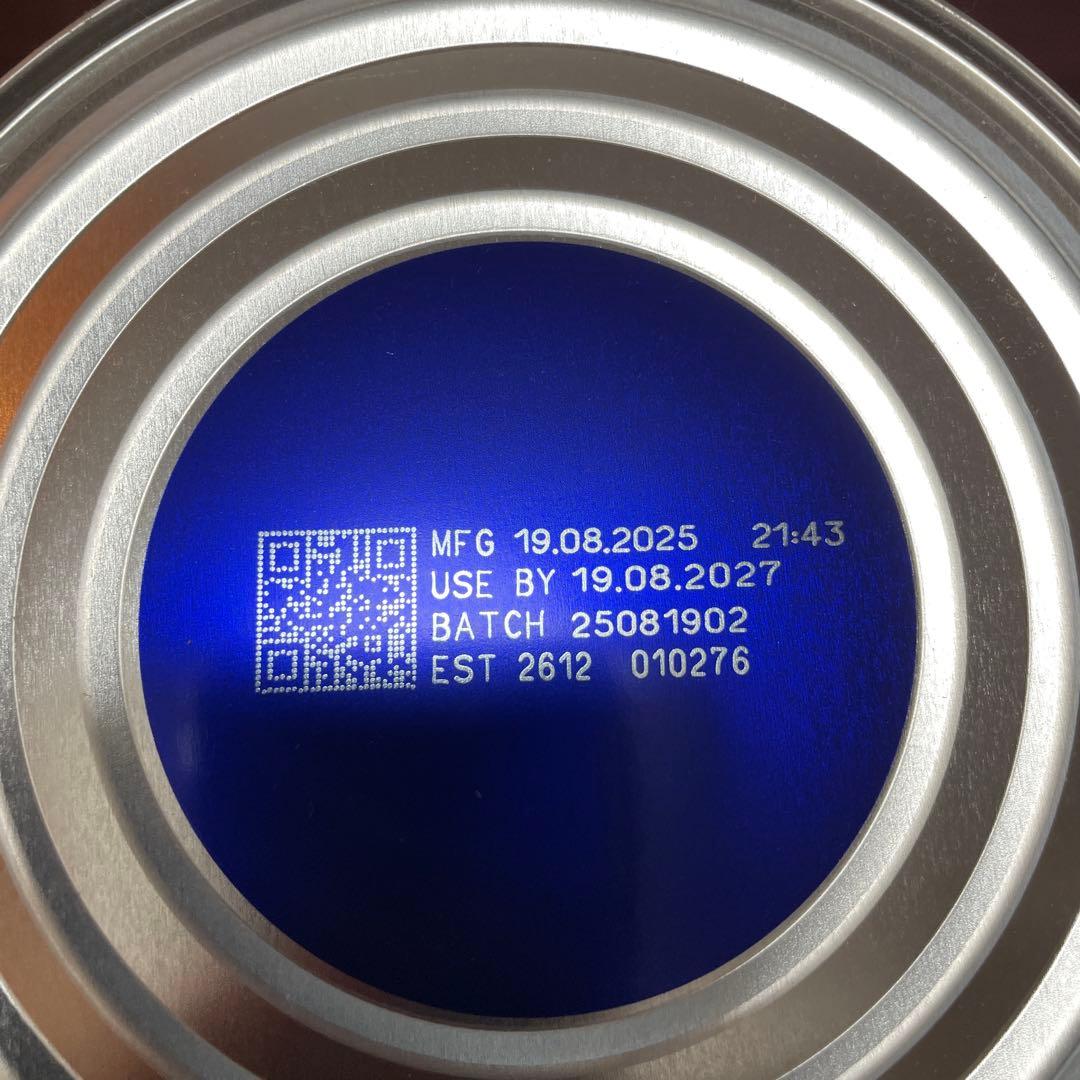 MFG 19.08.2025 21:43
USE BY 19.08.2027
BATCH 25081902
EST 2612 010276